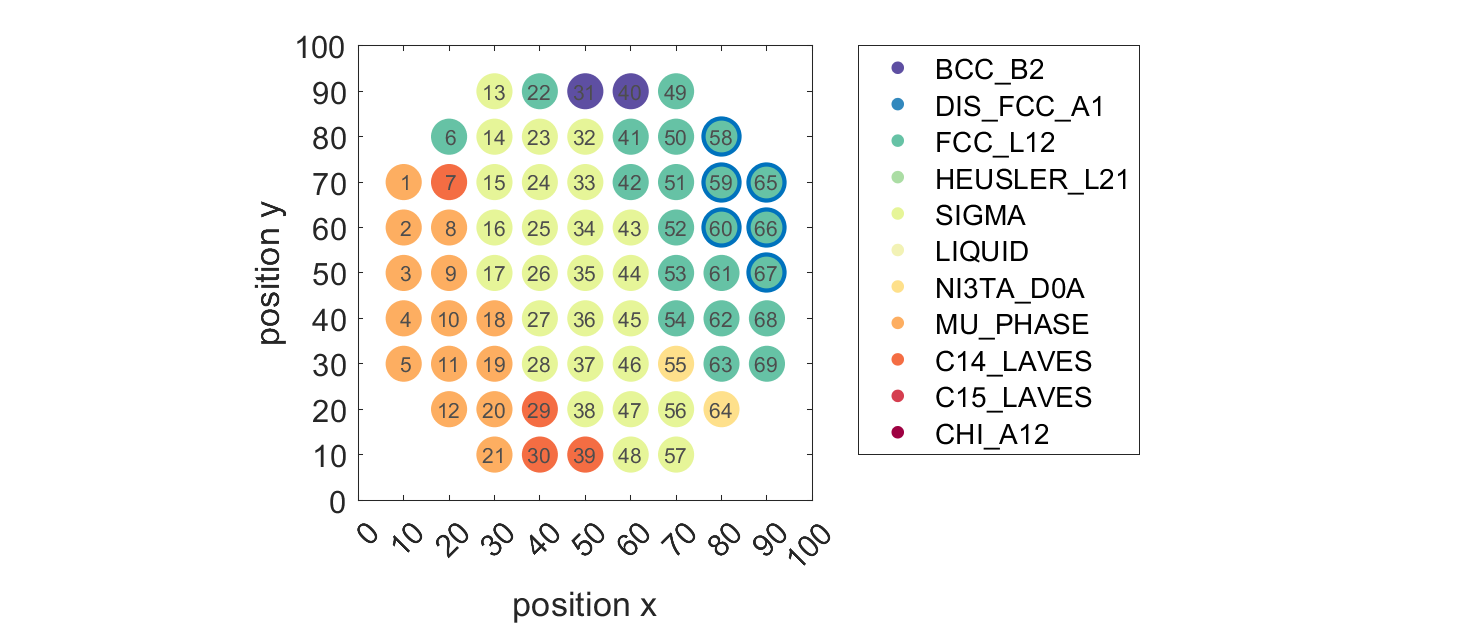 100
90 13 22 31 40 49
80 6 14 23 32 41 50 58
70 1 7 15 24 33 42 51 59 65
60 2 8 16 25 34 43 52 60 66
50 3 9 17 26 35 44 53 61 67
40 4 10 18 27 36 45 54 62 68
30 5 11 19 28 37 46 55 63 69
20 12 20 29 38 47 56 64
10 21 30 39 48 57
0
position y
0 10 20 30 40 50 60 70 80 90 100
position x
BCC_B2
DIS_FCC_A1
FCC_L12
HEUSLER_L21
SIGMA
LIQUID
NI3TA_D0A
MU_PHASE
C14_LAVES
C15_LAVES
CHI_A12